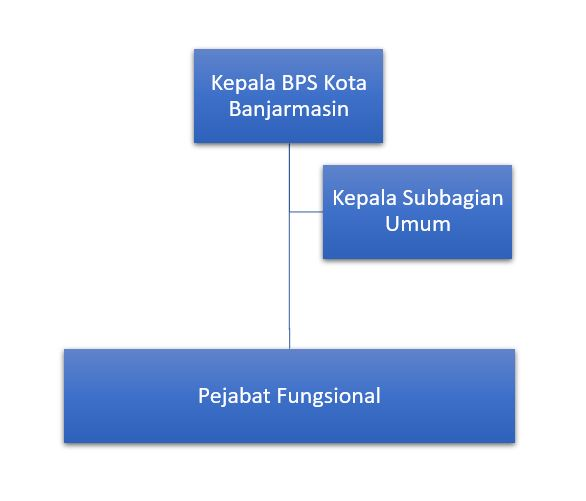 Kepala BPS Kota
Banjarmasin
Kepala Subbagian
Umum
Pejabat Fungsional